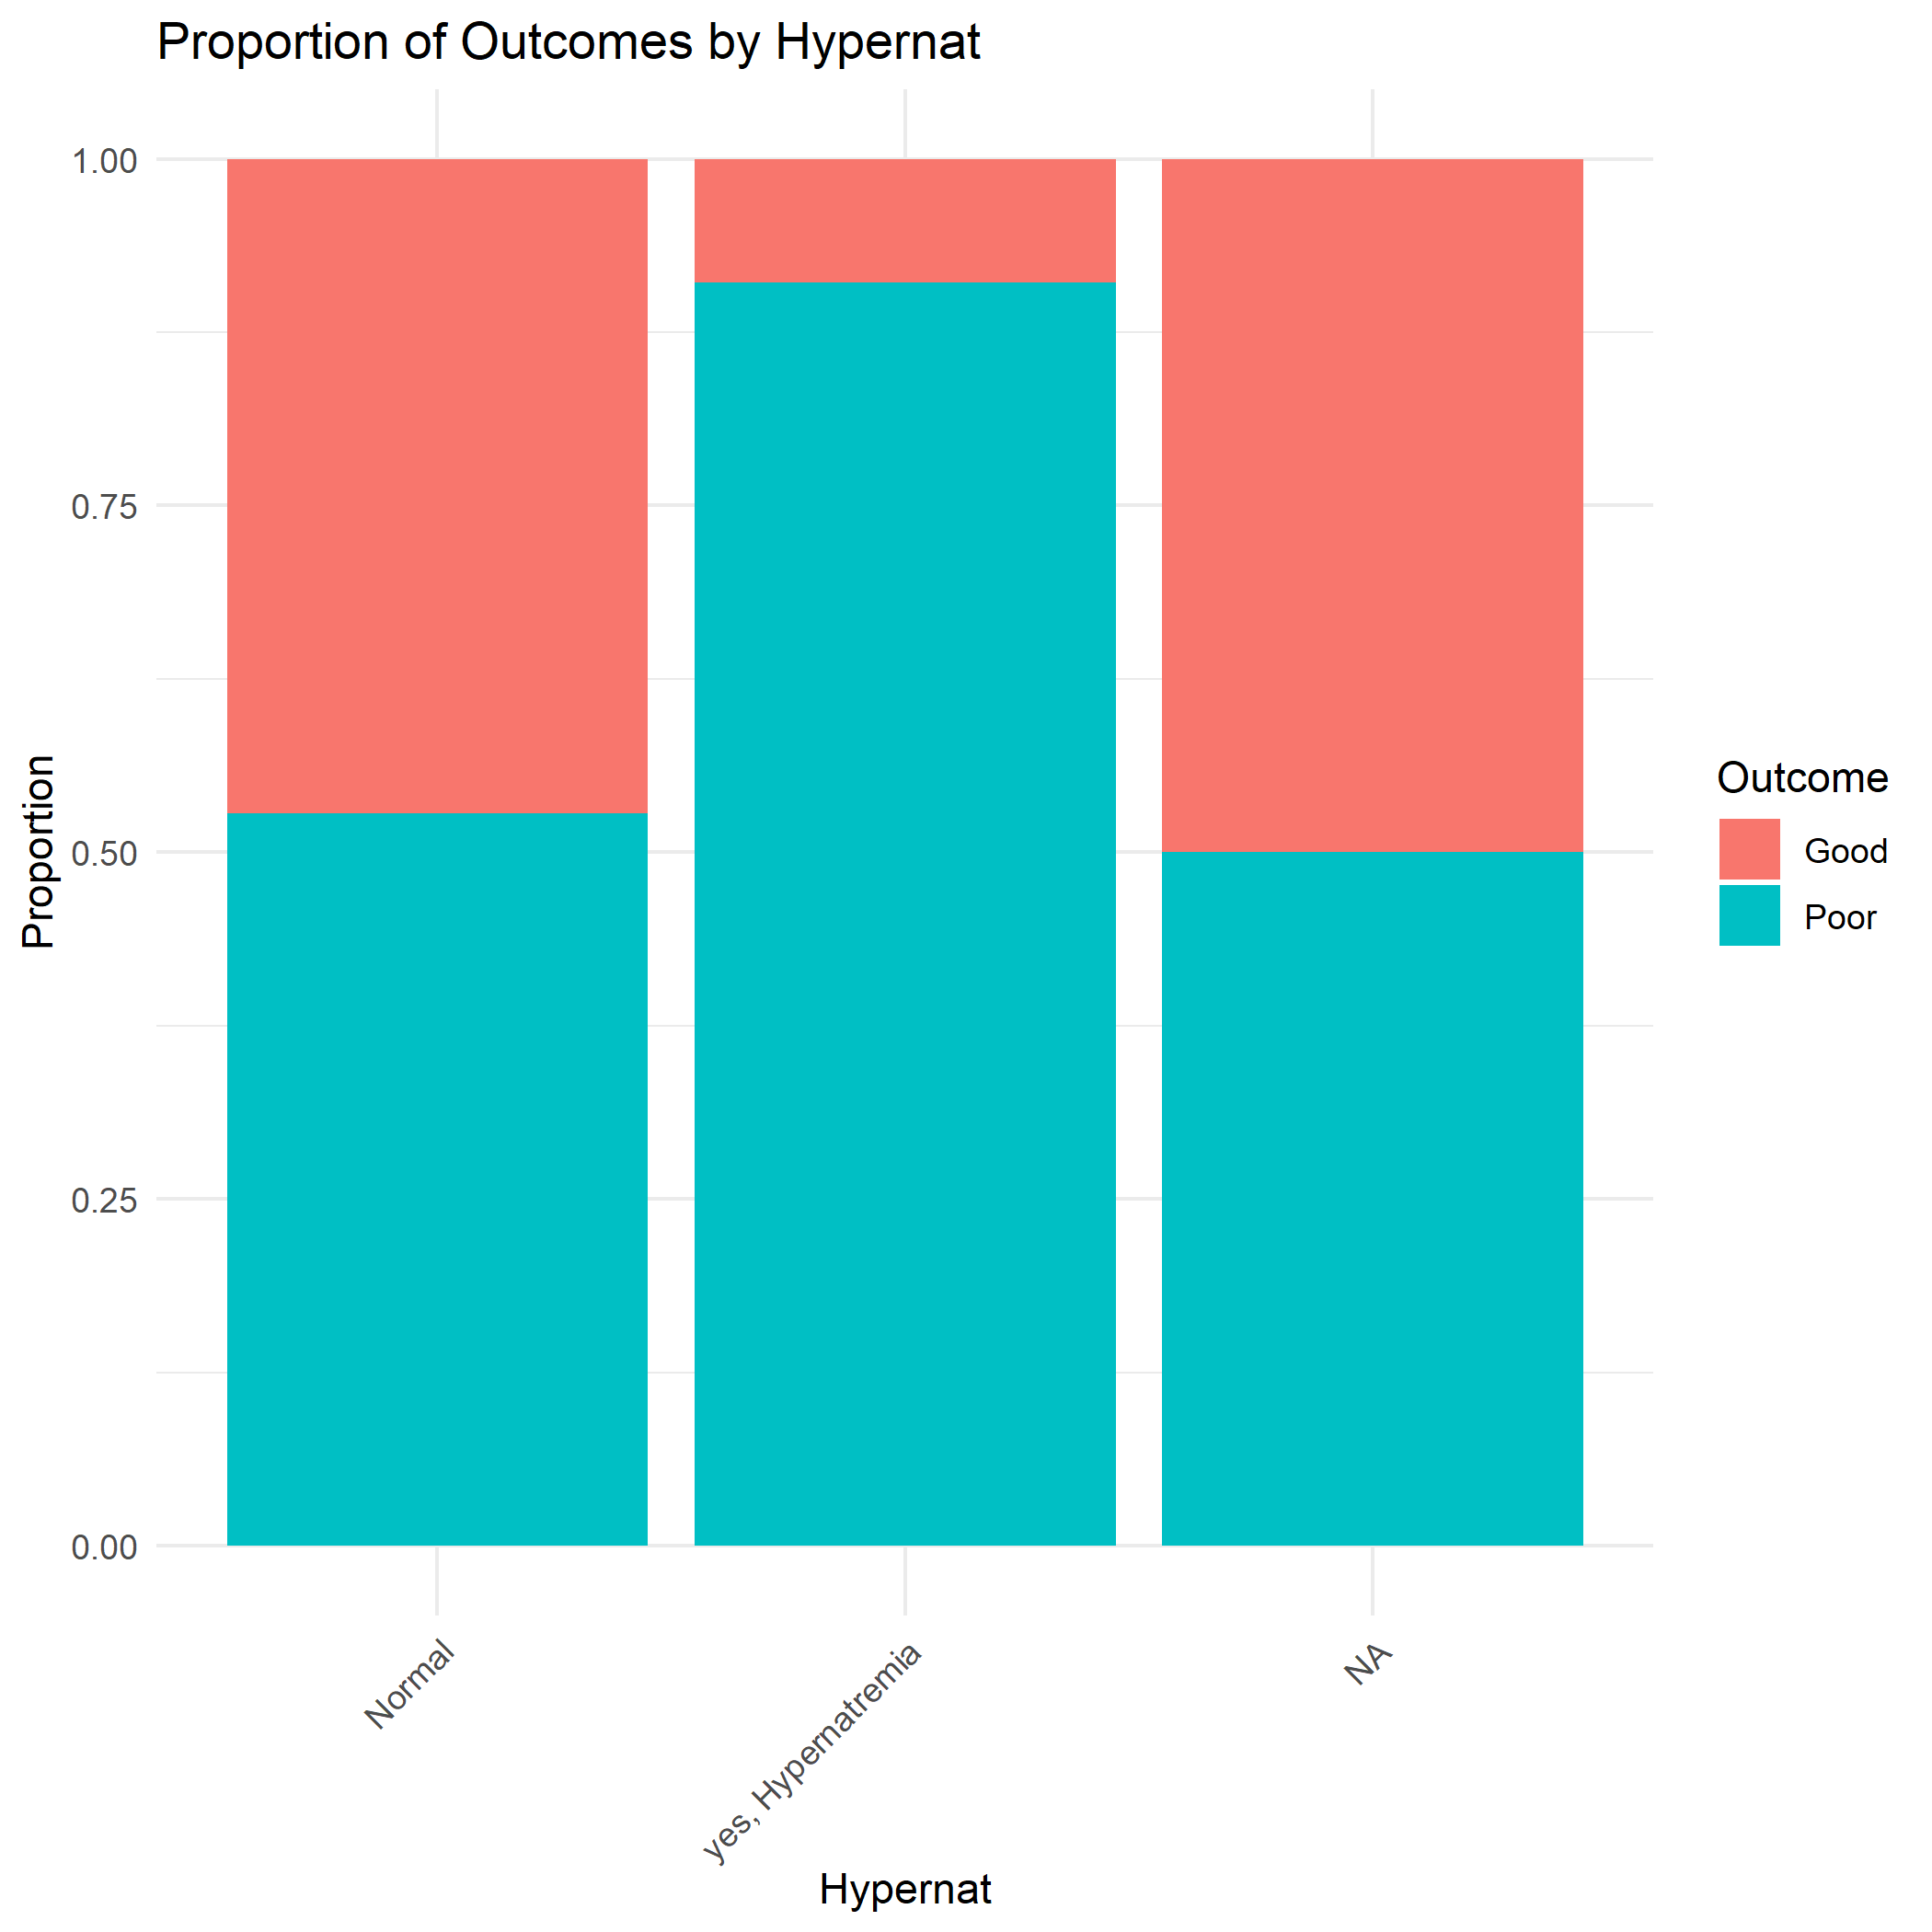 Proportion of Outcomes by Hypernat
1.00
0.75
0.50
0.25
0.00
Proportion
Normal
yes, Hypernatremia
NA
Hypernat
Outcome
Good
Poor